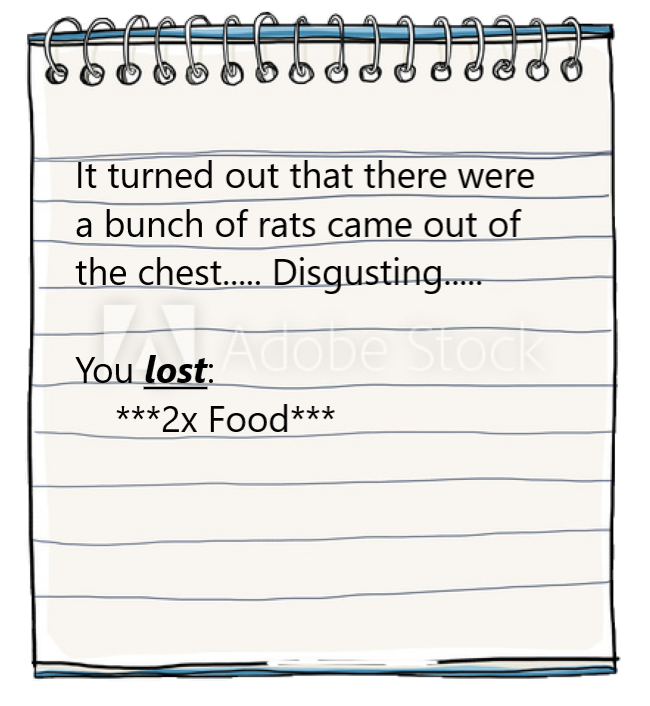 It turned out that there were
a bunch of rats came out of
the chest..... Disgusting.....
Adobe Stock
You lost:
***2x Food***